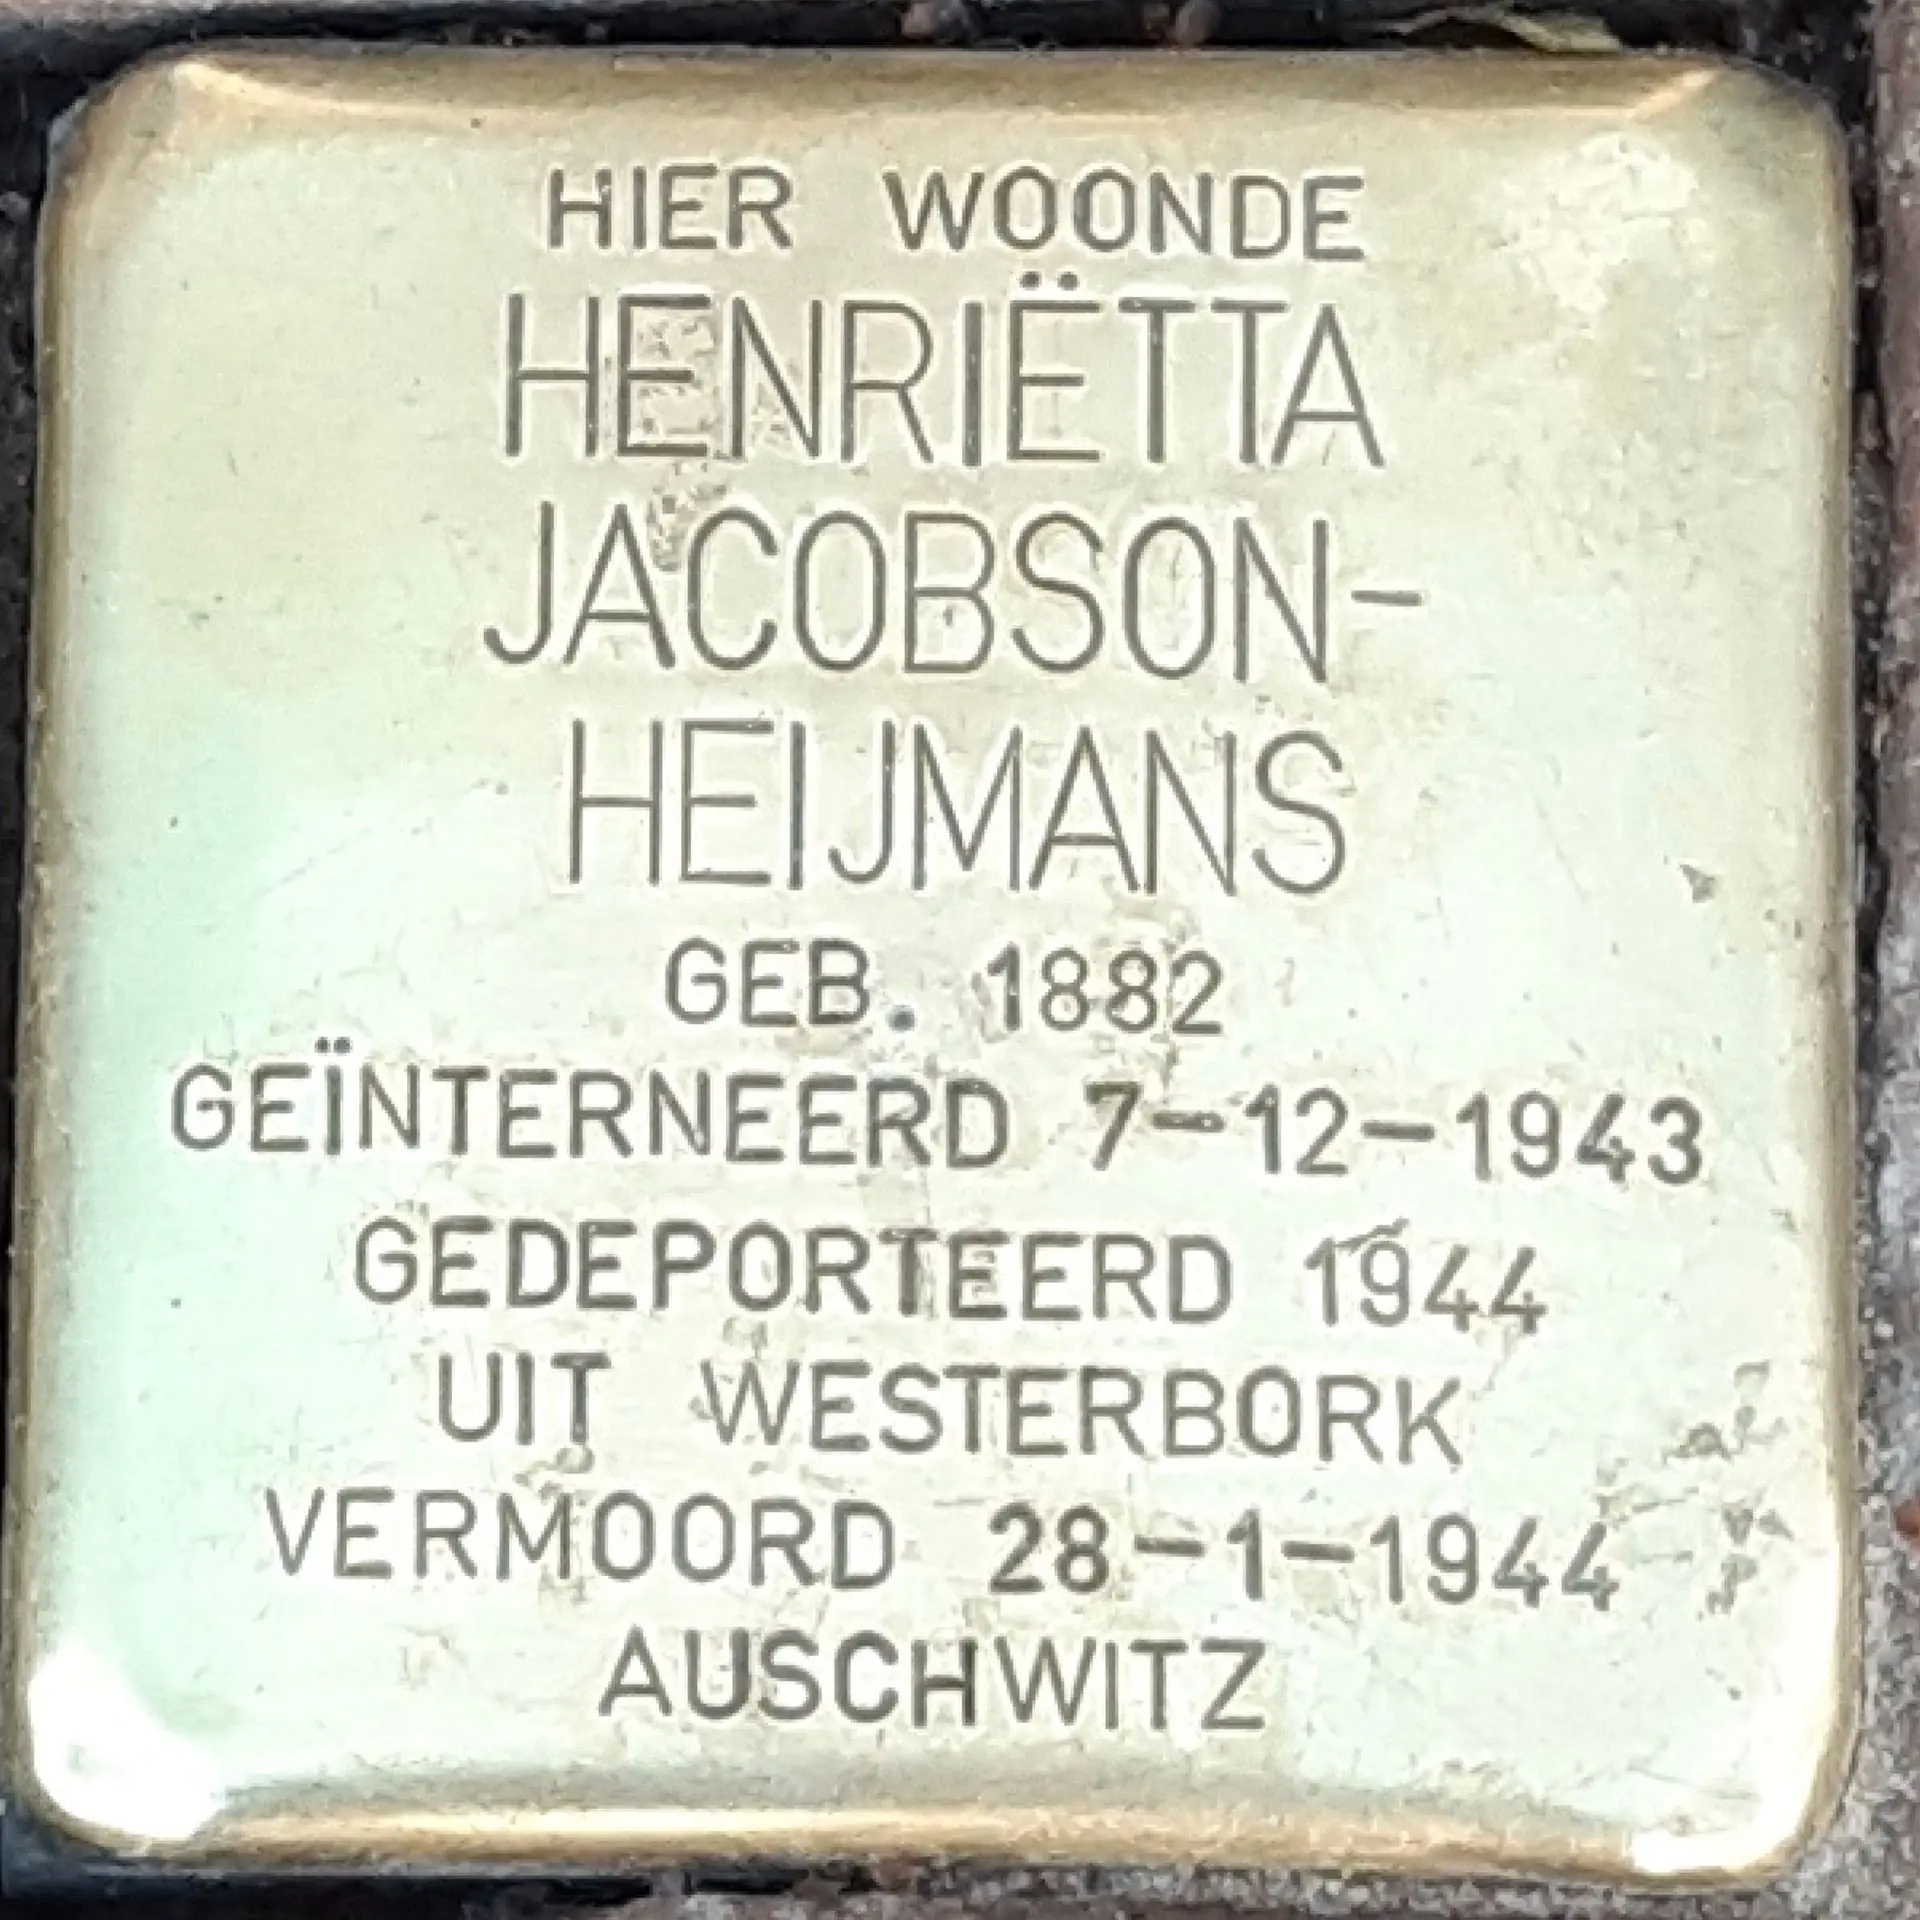 HIER WOONDE
HENRIËTTA
JACOBSON-
HEIJMANS
GEB. 1882
GEÏNTERNEERD 7-12-1943
GEDEPORTEERD 1944
UIT WESTERBORK
VERMOORD 28-1-1944
AUSCHWITZ